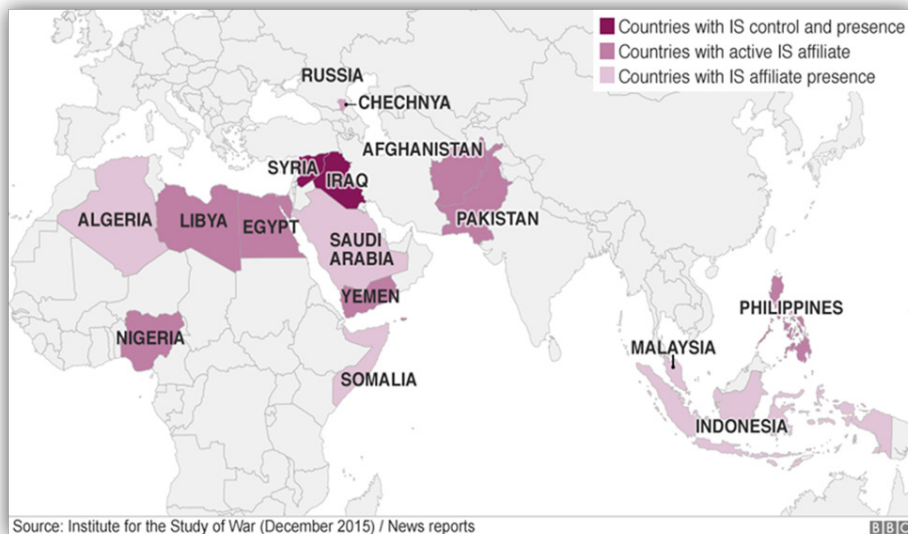 Countries with IS control and presence
Countries with active IS affiliate
Countries with IS affiliate presence
RUSSIA
CHECHNYA
AFGHANISTAN
SYRIA
IRAQ
PAKISTAN
ALGERIA
LIBYA
EGYPT
SAUDI
ARABIA
YEMEN
PHILIPPINES
NIGERIA
MALAYSIA
SOMALIA
INDONESIA
Source: Institute for the Study of War (December 2015) / News reports
BBC